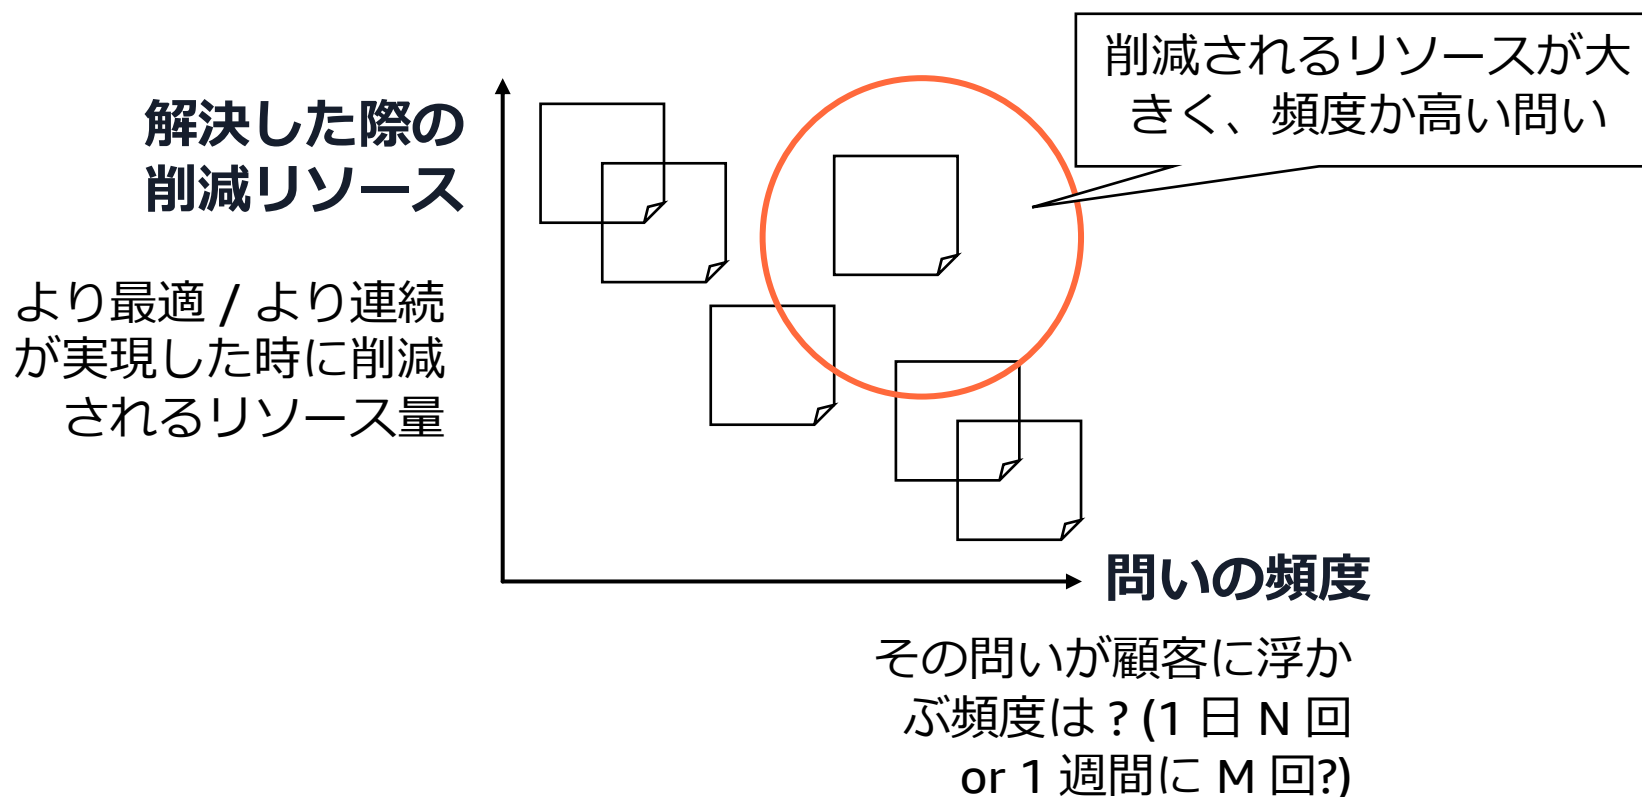 解決した際の
削減リソース
より最適 / より連続
が実現した時に削減
されるリソース量
削減されるリソースが大
きく、頻度か高い問い
問いの頻度
その問いが顧客に浮か
ぶ頻度は ? (1 日 N 回
or 1 週間に M 回?)